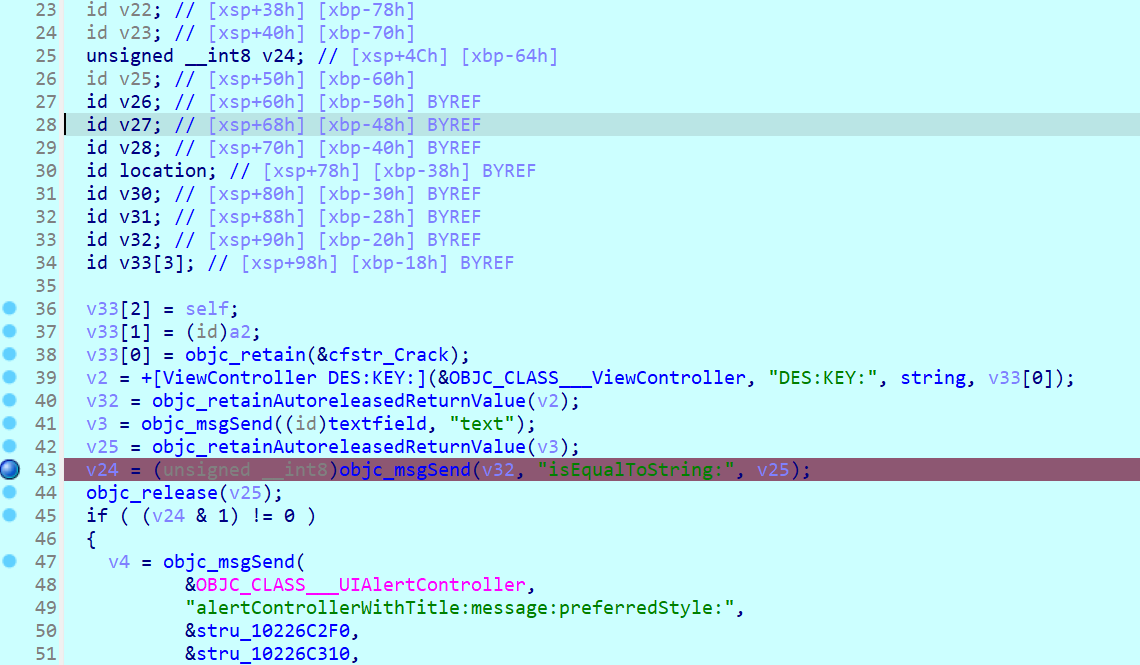 23 id v22; // [xsp+38h] [xbp-78h]
24 id v23; // [xsp+40h] [xbp-70h]
25 unsigned __int8 v24; // [xsp+4Ch] [xbp-64h]
26 id v25; // [xsp+50h] [xbp-60h]
27 id v26; // [xsp+60h] [xbp-50h] BYREF
28 id v27; // [xsp+68h] [xbp-48h] BYREF
29 id v28; // [xsp+70h] [xbp-40h] BYREF
30 id location; // [xsp+78h] [xbp-38h] BYREF
31 id v30; // [xsp+80h] [xbp-30h] BYREF
32 id v31; // [xsp+88h] [xbp-28h] BYREF
33 id v32; // [xsp+90h] [xbp-20h] BYREF
34 id v33[3]; // [xsp+98h] [xbp-18h] BYREF
35
36 v33[2] = self;
37 v33[1] = (id)a2;
38 v33[0] = objc_retain(&cfstr_Crack);
39 v2 = +[ViewController DES:KEY:](&OBJC_CLASS___ViewController, "DES:KEY:", string, v33[0]);
40 v32 = objc_retainAutoreleasedReturnValue(v2);
41 v3 = objc_msgSend((id)textfield, "text");
42 v25 = objc_retainAutoreleasedReturnValue(v3);
43 v24 = (unsigned __int8)objc_msgSend(v32, "isEqualToString:", v25);
44 objc_release(v25);
45 if ( (v24 & 1) != 0 )
46 {
47 v4 = objc_msgSend(
48 &OBJC_CLASS___UIAlertController,
49 "alertControllerWithTitle:message:preferredStyle:",
50 &stru_10226C2F0,
51 &stru_10226C310,